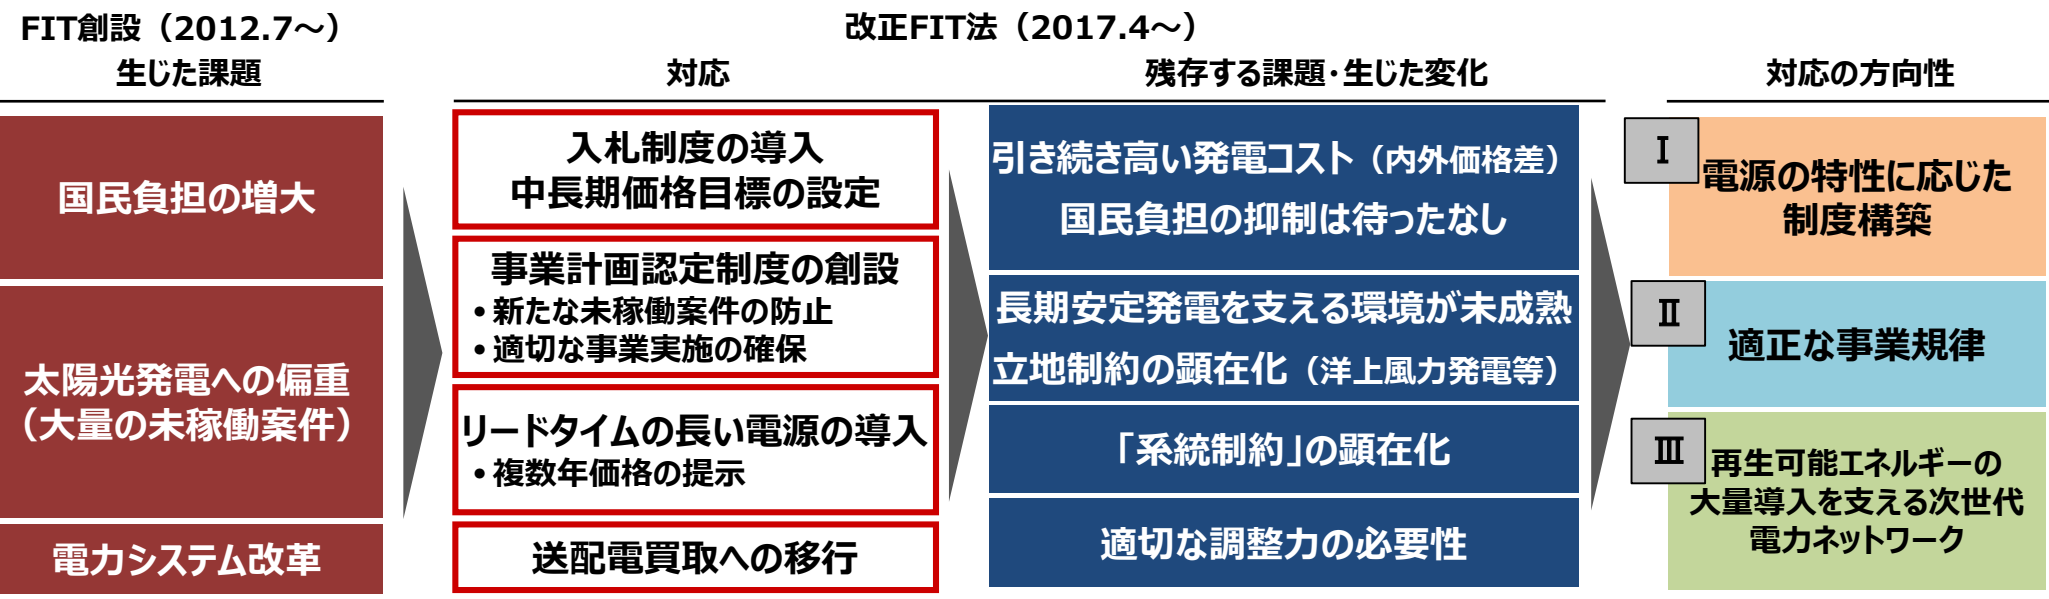 FIT創設（2012.7～）
生じた課題
国民負担の増大
太陽光発電への偏重
（大量の未稼働案件）
電力システム改革
改正FIT法（2017.4～）
対応
入札制度の導入
中長期価格目標の設定
事業計画認定制度の創設
•新たな未稼働案件の防止
•適切な事業実施の確保
リードタイムの長い電源の導入
•複数年価格の提示
送配電買取への移行
残存する課題・生じた変化
引き続き高い発電コスト（内外価格差）
国民負担の抑制は待ったなし
長期安定発電を支える環境が未成熟
立地制約の顕在化（洋上風力発電等）
「系統制約」の顕在化
適切な調整力の必要性
対応の方向性
Ⅰ
電源の特性に応じた
制度構築
Ⅱ
適正な事業規律
Ⅲ
再生可能エネルギーの
大量導入を支える次世代
電力ネットワーク